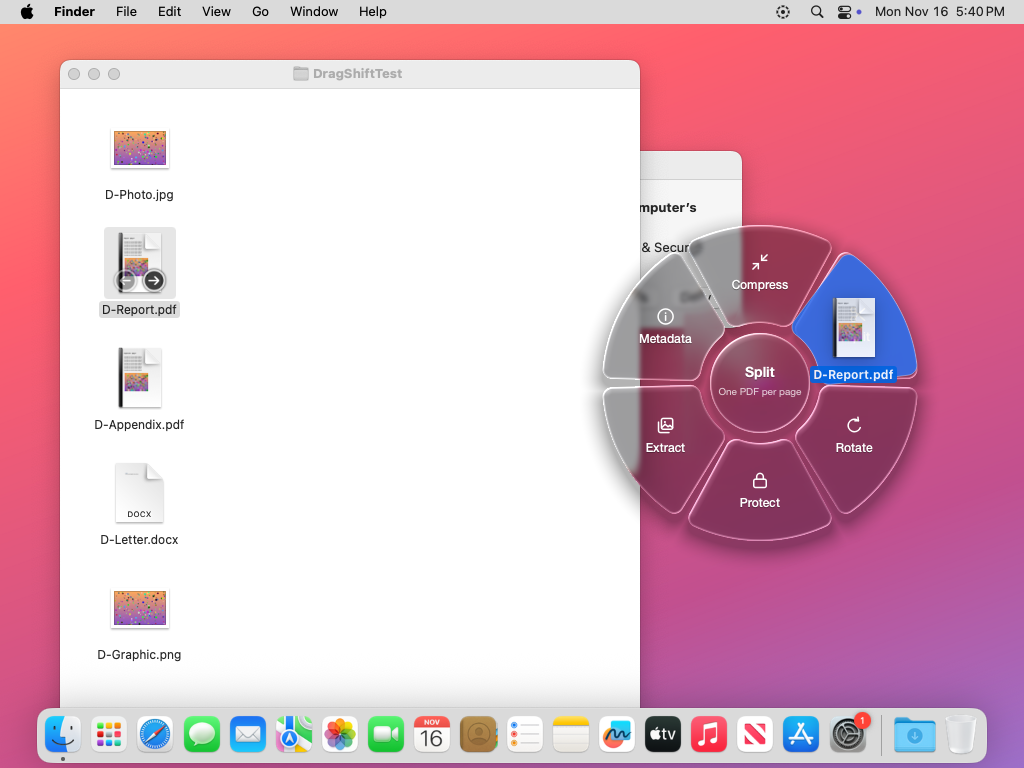 Finder File Edit View Go Window Help Mon Nov 16 5:40 PM
DragShiftTest
D-Photo.jpg
D-Report.pdf
D-Appendix.pdf
DOCX
D-Letter.docx
D-Graphic.png
mputer's
& Secur
Compress
Metadata
D-Report.pdf
Split
One PDF per page
Extract
Rotate
Protect
NOV
16
tv
1